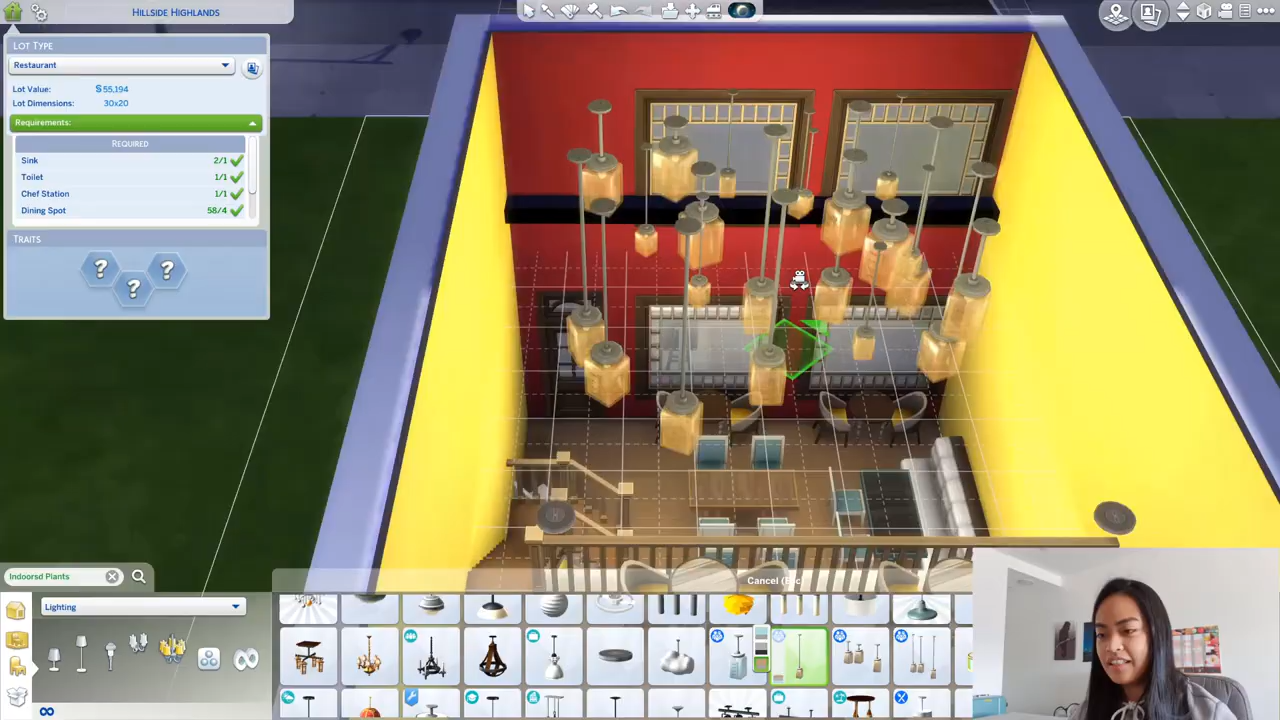 HILLSIDE HIGHLANDS
LOT TYPE
Restaurant
Lot Value: §55,194
Lot Dimensions: 30x20
Requirements:
REQUIRED
Sink 2/1
Toilet 1/1
Chef Station 1/1
Dining Spot 58/4
TRAITS
? ? ?
Indoorsd Plants
Lighting
Cancel (Esc